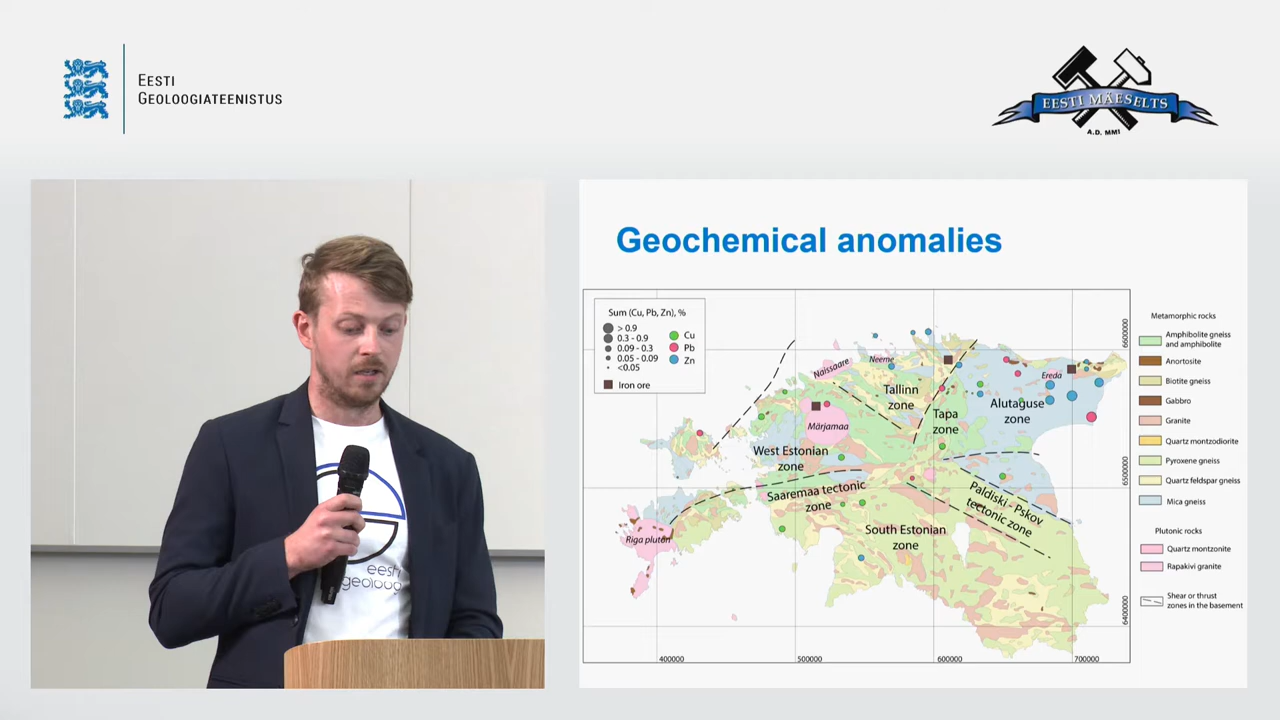 EESTI
GEOLOOGIATEENISTUS
EESTI MÄESELTS
A.D. MMI
eesti
geoloog
Geochemical anomalies
Sum (Cu, Pb, Zn), %
> 0.9
0.3 - 0.9
0.09 - 0.3
0.05 - 0.09
<0.05
Cu
Pb
Zn
Iron ore
Naissaare
Neeme
Ereda
Tallinn
zone
Tapa
zone
Alutaguse
zone
Märjamaa
West Estonian
zone
Saaremaa tectonic
zone
Paldiski - Pskov
tectonic zone
South Estonian
zone
Riga pluton
400000
500000
600000
700000
6600000
6500000
6400000
Metamorphic rocks
Amphibolite gneiss
and amphibolite
Anortosite
Biotite gneiss
Gabbro
Granite
Quartz montzodiorite
Pyroxene gneiss
Quartz feldspar gneiss
Mica gneiss
Plutonic rocks
Quartz montzonite
Rapakivi granite
Shear or thrust
zones in the basement